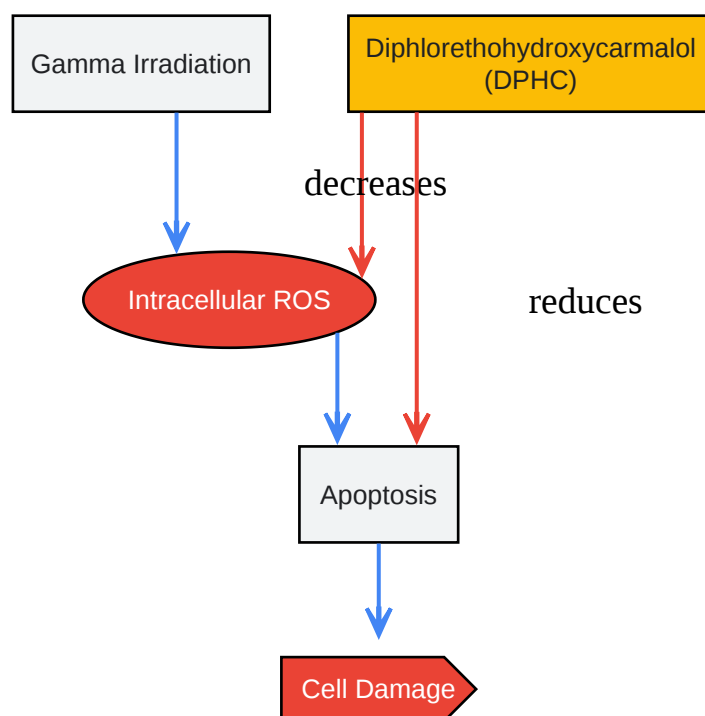 Gamma Irradiation
Diphlorethohydroxycarmalol
(DPHC)
decreases
Intracellular ROS
reduces
Apoptosis
Cell Damage